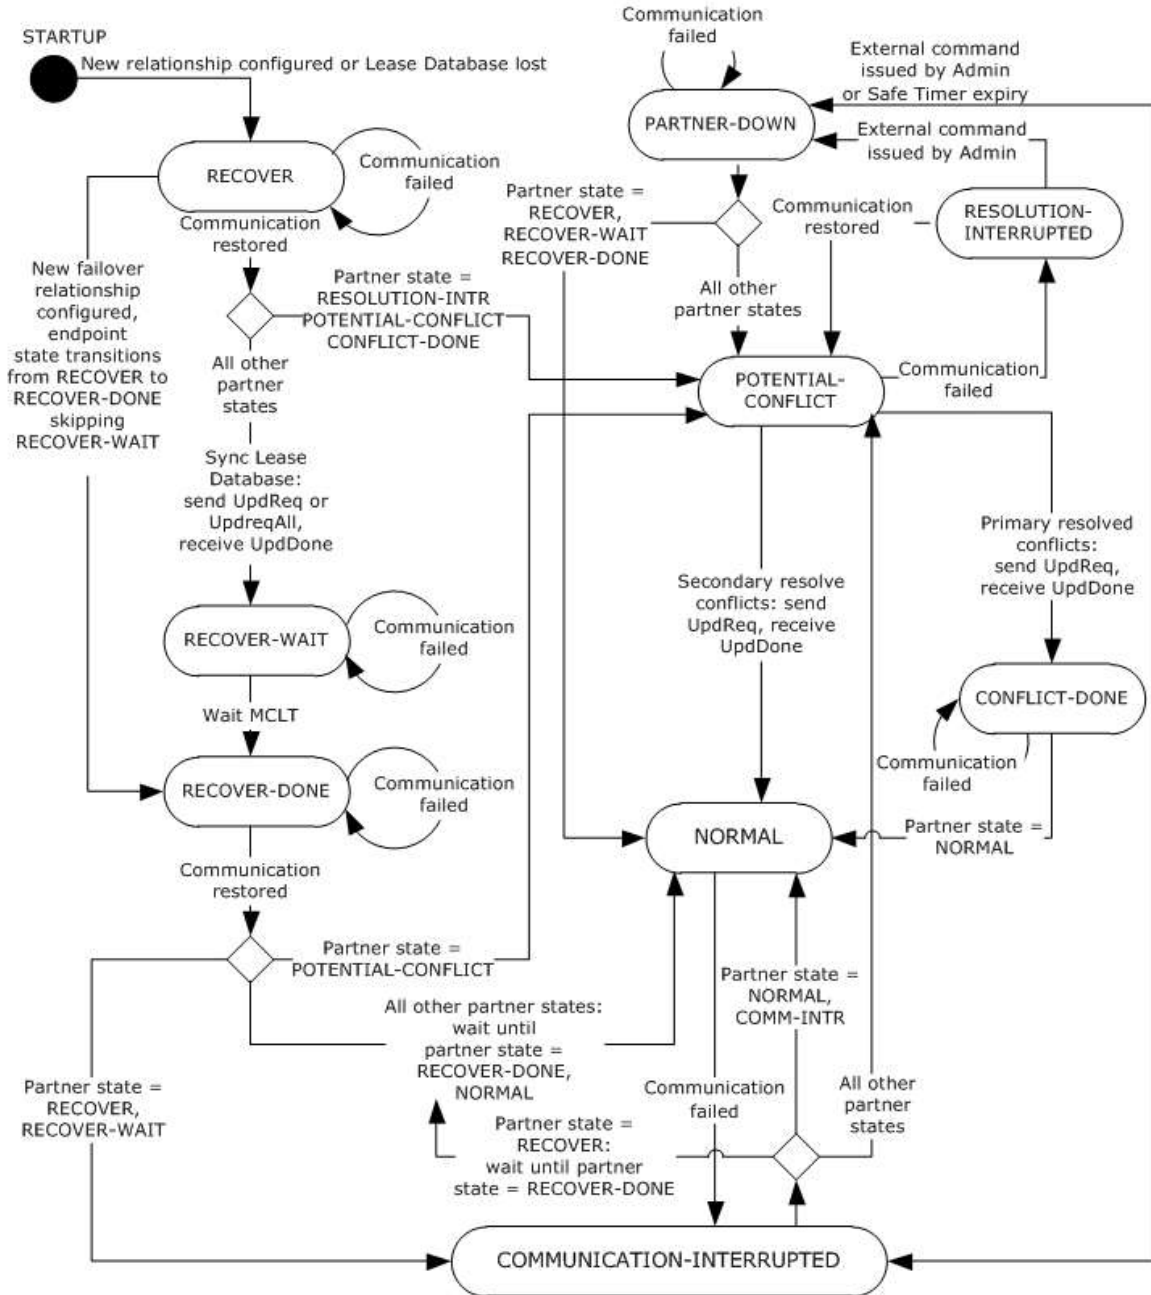 STARTUP
New relationship configured or Lease Database lost
RECOVER
Communication
failed
Communication
restored
New failover
relationship
configured,
endpoint
state transitions
from RECOVER to
RECOVER-DONE
skipping
RECOVER-WAIT
Partner state =
RESOLUTION-INTR
POTENTIAL-CONFLICT
CONFLICT-DONE
All other
partner
states
Sync Lease
Database:
send UpdReq or
UpdreqAll,
receive UpdDone
RECOVER-WAIT
Communication
failed
Wait MCLT
RECOVER-DONE
Communication
failed
Communication
restored
Partner state =
POTENTIAL-CONFLICT
All other partner states:
wait until
partner state =
RECOVER-DONE,
NORMAL
Partner state =
RECOVER,
RECOVER-WAIT
Communication
failed
PARTNER-DOWN
External command
issued by Admin
or Safe Timer expiry
External command
issued by Admin
Partner state =
RECOVER,
RECOVER-WAIT
RECOVER-DONE
Communication
restored
RESOLUTION-
INTERRUPTED
All other
partner states
POTENTIAL-
CONFLICT
Communication
failed
Secondary resolve
conflicts: send
UpdReq, receive
UpdDone
Primary resolved
conflicts:
send UpdReq,
receive UpdDone
CONFLICT-DONE
Communication
failed
NORMAL
Partner state =
NORMAL
Partner state =
NORMAL,
COMM-INTR
Communication
failed
All other
partner
states
Partner state =
RECOVER:
wait until partner
state = RECOVER-DONE
COMMUNICATION-INTERRUPTED